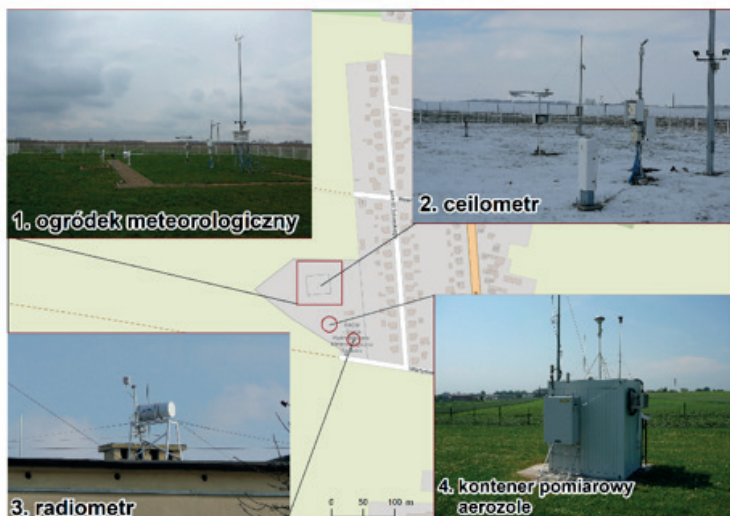 1. ogródek meteorologiczny
2. ceilometr
3. radiometr
0 50 100 m
4. kontener pomiarowy
aerozole